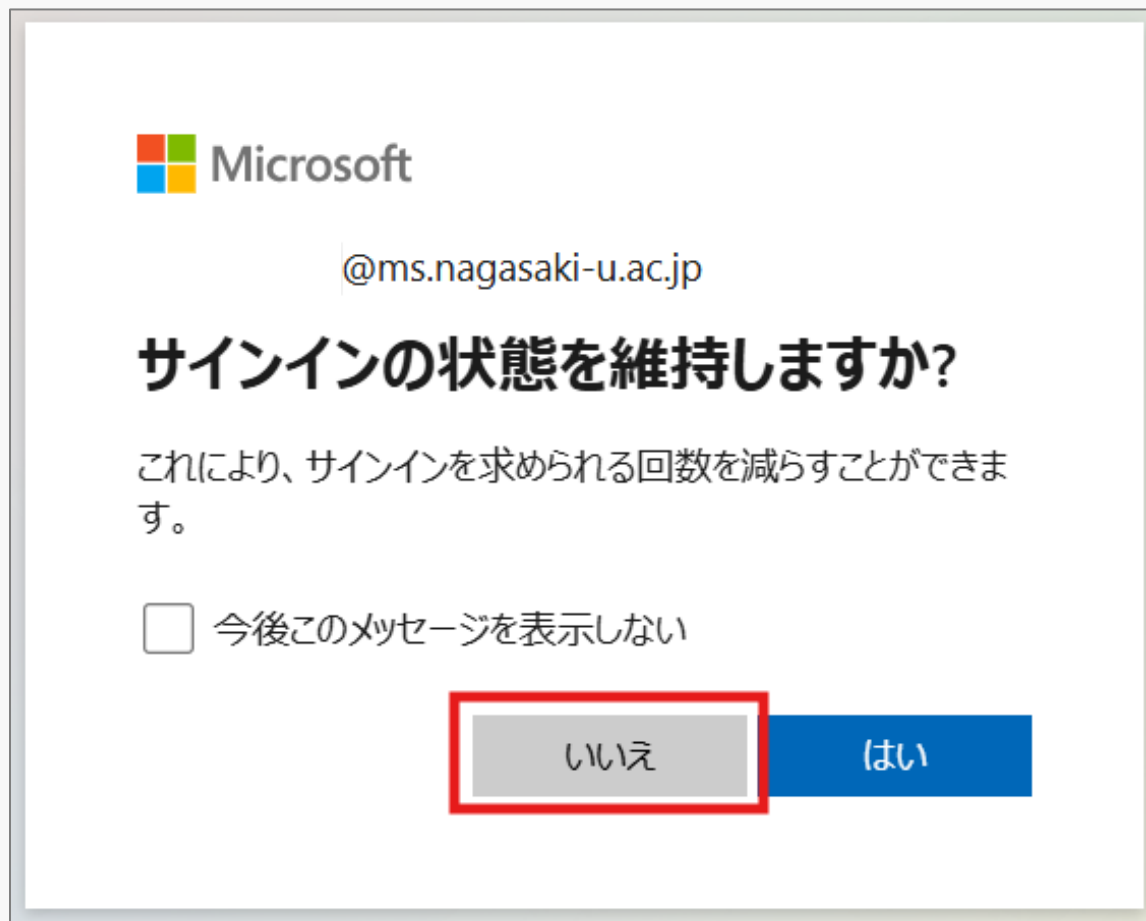 Microsoft
@ms.nagasaki-u.ac.jp
サインインの状態を維持しますか?
これにより、サインインを求められる回数を減らすことができま
す。
今後このメッセージを表示しない
いいえ
はい